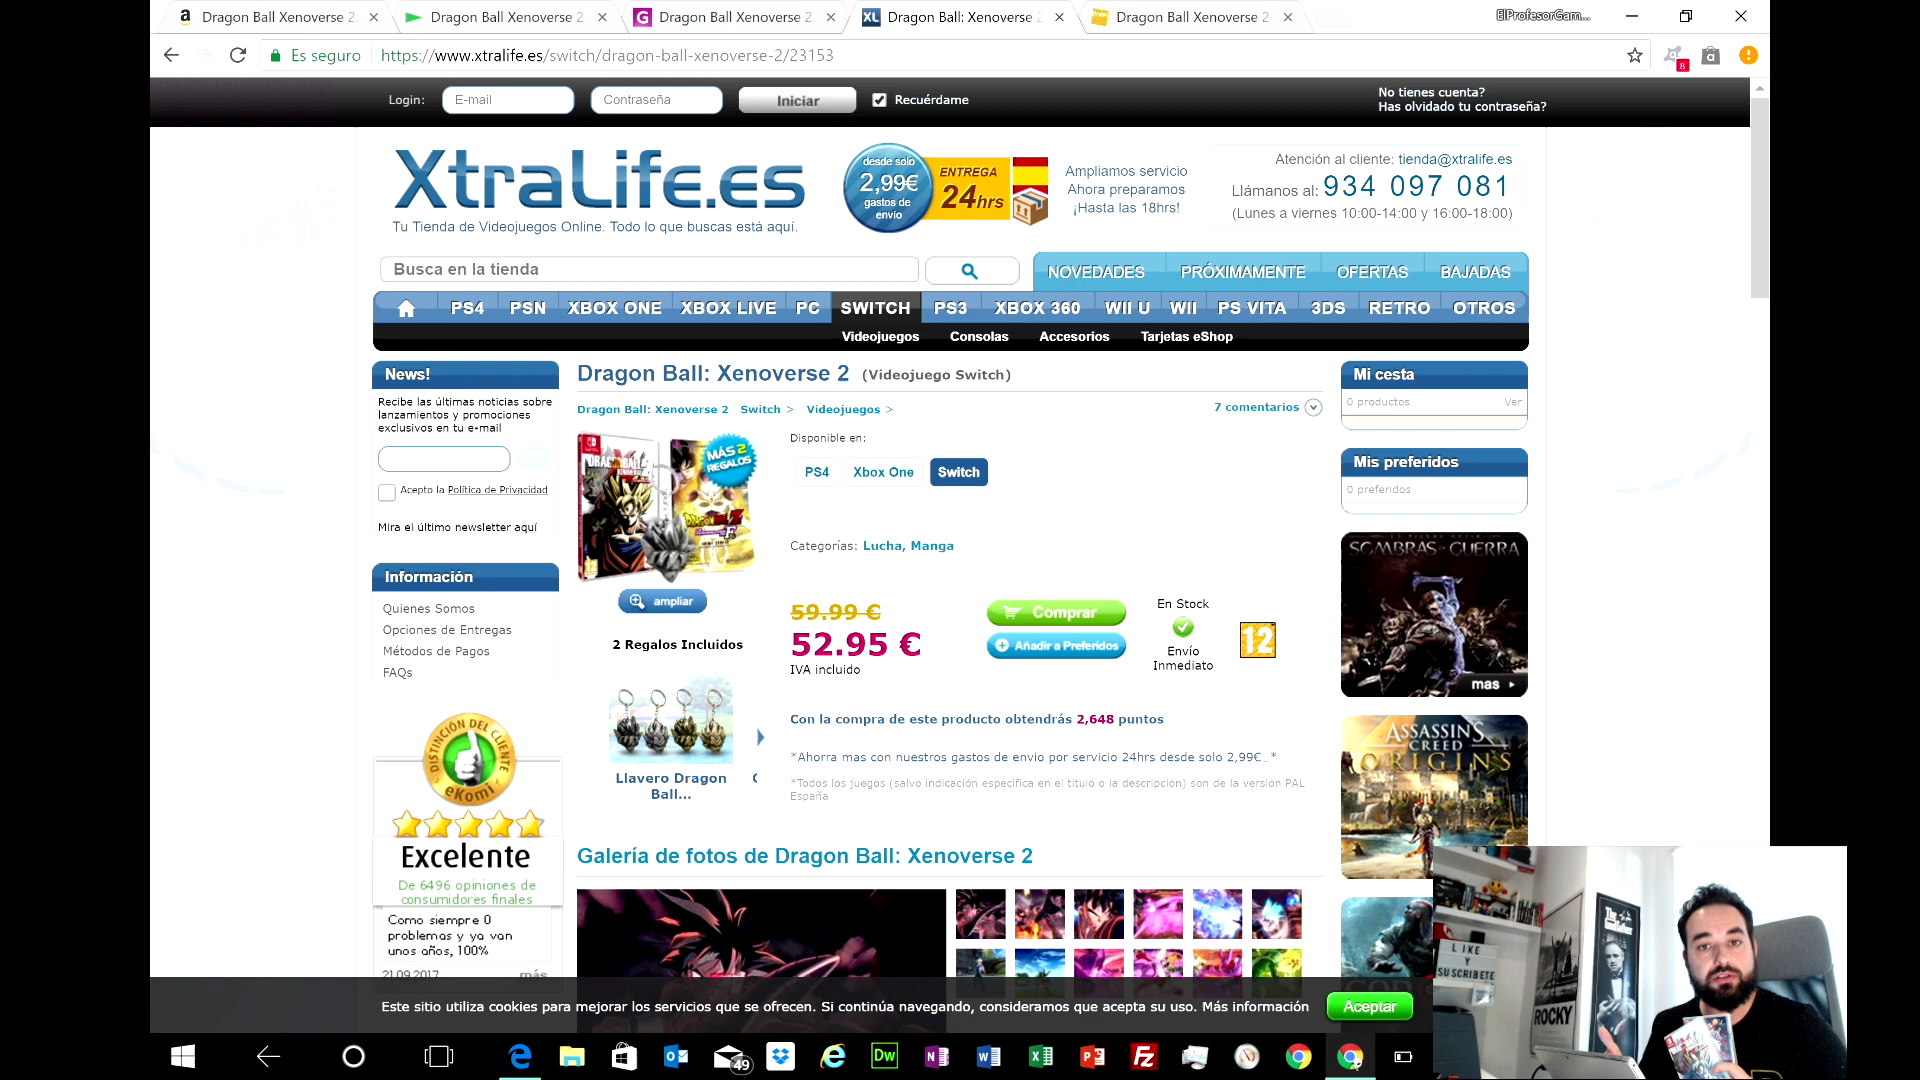 Dragon Ball Xenoverse 2
Dragon Ball Xenoverse 2
Dragon Ball Xenoverse 2
Dragon Ball: Xenoverse
Dragon Ball Xenoverse 2
ElProfesorGam...
Es seguro
https://www.xtralife.es/switch/dragon-ball-xenoverse-2/23153
8
Login:
E-mail
Contraseña
Iniciar
Recuérdame
No tienes cuenta?
Has olvidado tu contraseña?
XtraLife.es
Tu Tienda de Videojuegos Online. Todo lo que buscas está aquí.
desde solo
2,99€
gastos de
envío
ENTREGA
24hrs
Ampliamos servicio
Ahora preparamos
¡Hasta las 18hrs!
Atención al cliente: tienda@xtralife.es
Llámanos al: 934 097 081
(Lunes a viernes 10:00-14:00 y 16:00-18:00)
Busca en la tienda
NOVEDADES
PRÓXIMAMENTE
OFERTAS
BAJADAS
PS4
PSN
XBOX ONE
XBOX LIVE
PC
SWITCH
PS3
XBOX 360
WII U
WII
PS VITA
3DS
RETRO
OTROS
Videojuegos
Consolas
Accesorios
Tarjetas eShop
News!
Recibe las últimas noticias sobre
lanzamientos y promociones
exclusivos en tu e-mail
Acepto la Política de Privacidad
Mira el último newsletter aquí
Información
Quienes Somos
Opciones de Entregas
Métodos de Pagos
FAQs
DISTINCIÓN DEL CLIENTE
eKomi
Excelente
De 6496 opiniones de
consumidores finales
Como siempre 0
problemas y ya van
unos años, 100%
21.09.2017
más
Dragon Ball: Xenoverse 2 (Videojuego Switch)
Dragon Ball: Xenoverse 2 Switch > Videojuegos >
7 comentarios
MÁS 2
REGALOS
ampliar
2 Regalos Incluidos
Llavero Dragon
Ball...
Disponible en:
PS4
Xbox One
Switch
Categorías: Lucha, Manga
59.99 €
52.95 €
IVA incluido
Comprar
Añadir a Preferidos
En Stock
Envío
Inmediato
12
Con la compra de este producto obtendrás 2,648 puntos
*Ahorra mas con nuestros gastos de envio por servicio 24hrs desde solo 2,99€_*
*Todos los juegos (salvo indicación específica en el titulo o la descripción) son de la versión PAL
España
Galería de fotos de Dragon Ball: Xenoverse 2
Mi cesta
0 productos
Ver
Mis preferidos
0 preferidos
SOMBRAS DE GUERRA
mas
ASSASSIN'S
CREED
ORIGINS
Este sitio utiliza cookies para mejorar los servicios que se ofrecen. Si continúa navegando, consideramos que acepta su uso. Más información
Aceptar
LIKE
Y
SUSCRIBETE
The
Godfather
ROCKY
49